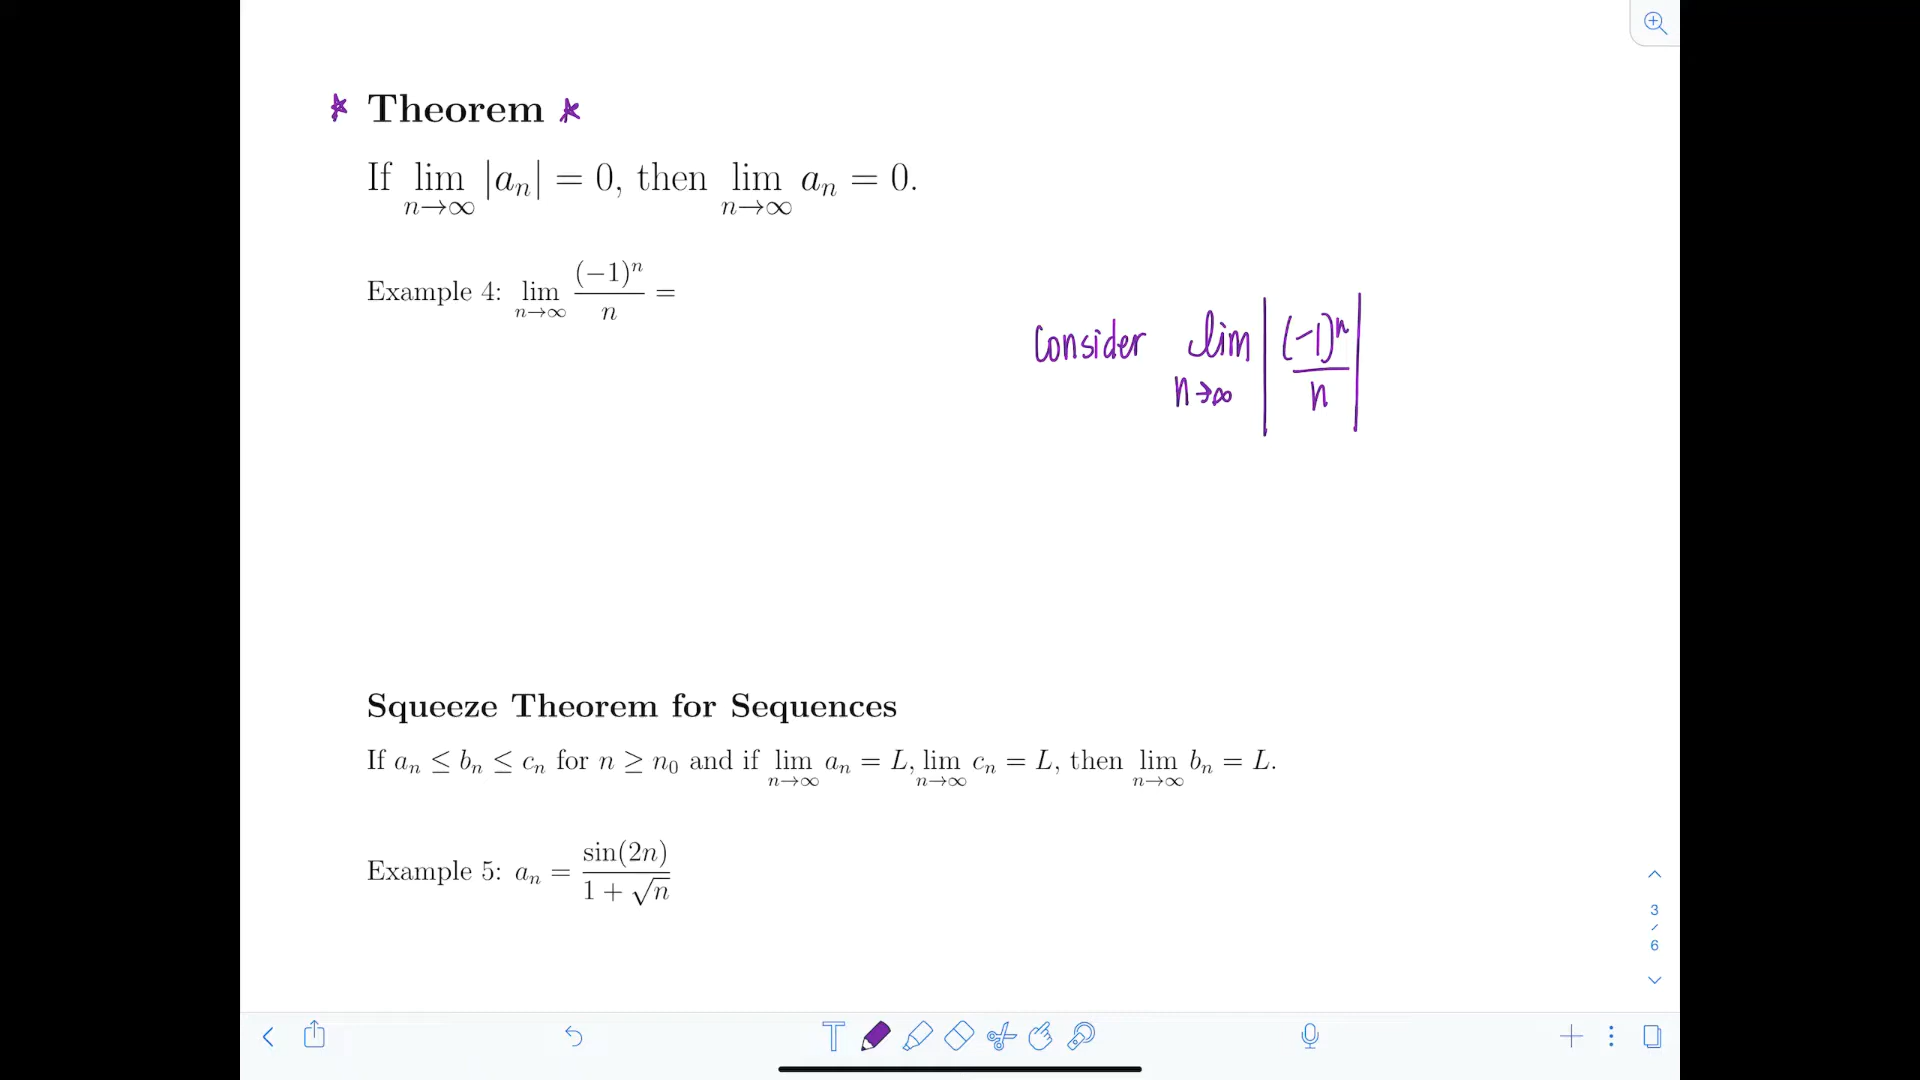 * Theorem *
If lim_{n→∞} |a_n| = 0, then lim_{n→∞} a_n = 0.
Example 4: lim_{n→∞} (−1)^n / n =
Consider lim_{n→∞} | (-1)^n / n |
Squeeze Theorem for Sequences
If a_n ≤ b_n ≤ c_n for n ≥ n_0 and if lim_{n→∞} a_n = L, lim_{n→∞} c_n = L, then lim_{n→∞} b_n = L.
Example 5: a_n = sin(2n) / (1 + √n)
3
/
6
T